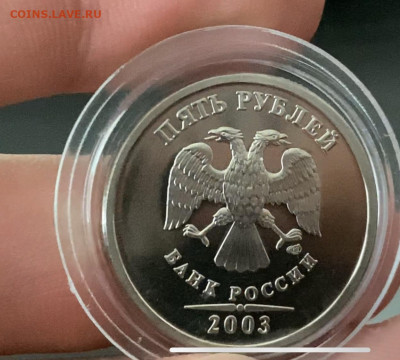 COINS.LAVE.RU
ПЯТЬ РУБЛЕЙ
БАНК РОССИИ
2003